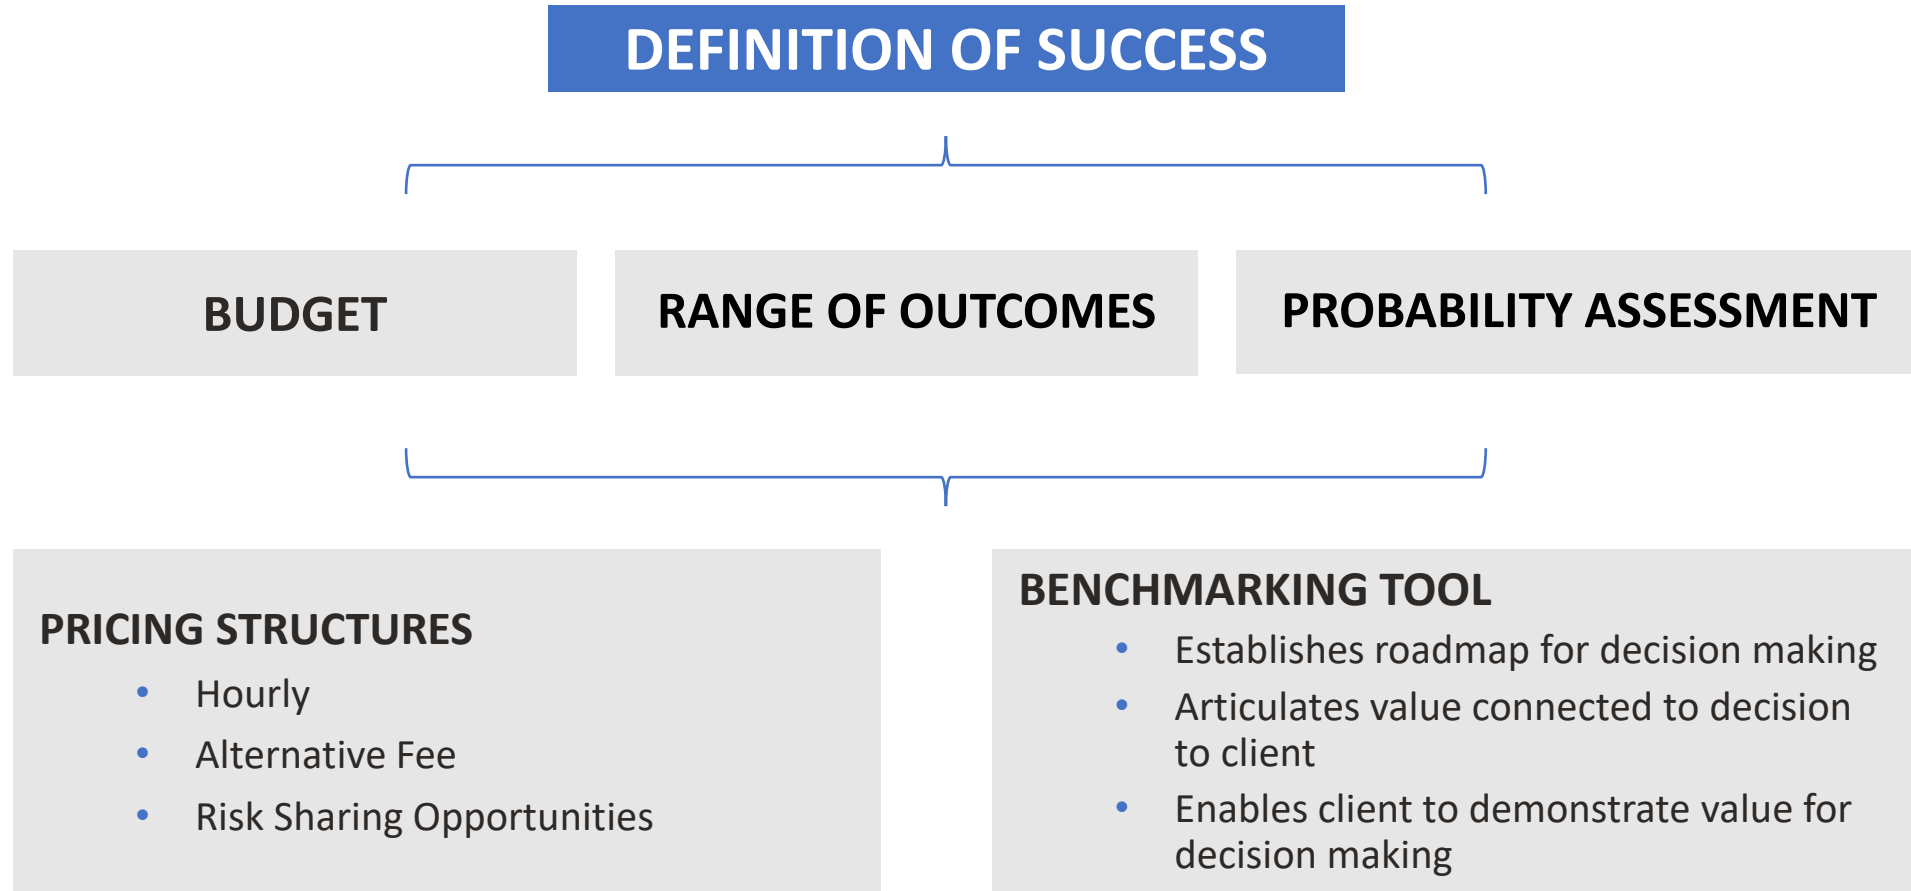 DEFINITION OF SUCCESS
BUDGET
RANGE OF OUTCOMES
PROBABILITY ASSESSMENT
PRICING STRUCTURES
• Hourly
• Alternative Fee
• Risk Sharing Opportunities
BENCHMARKING TOOL
• Establishes roadmap for decision making
• Articulates value connected to decision
to client
• Enables client to demonstrate value for
decision making